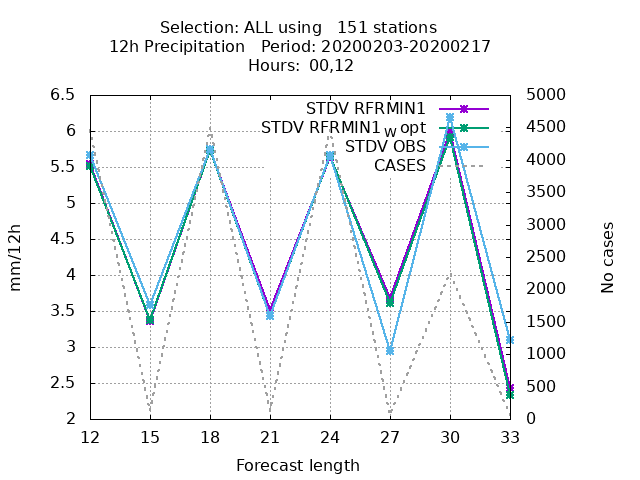 Selection: ALL using   151 stations
12h Precipitation   Period: 20200203-20200217
Hours:  00,12
STDV RFRMIN1
STDV RFRMIN1w opt
STDV OBS
CASES
6.5
6
5.5
5
4.5
4
3.5
3
2.5
2
5000
4500
4000
3500
3000
2500
2000
1500
1000
500
0
mm/12h
No cases
12 15 18 21 24 27 30 33
Forecast length